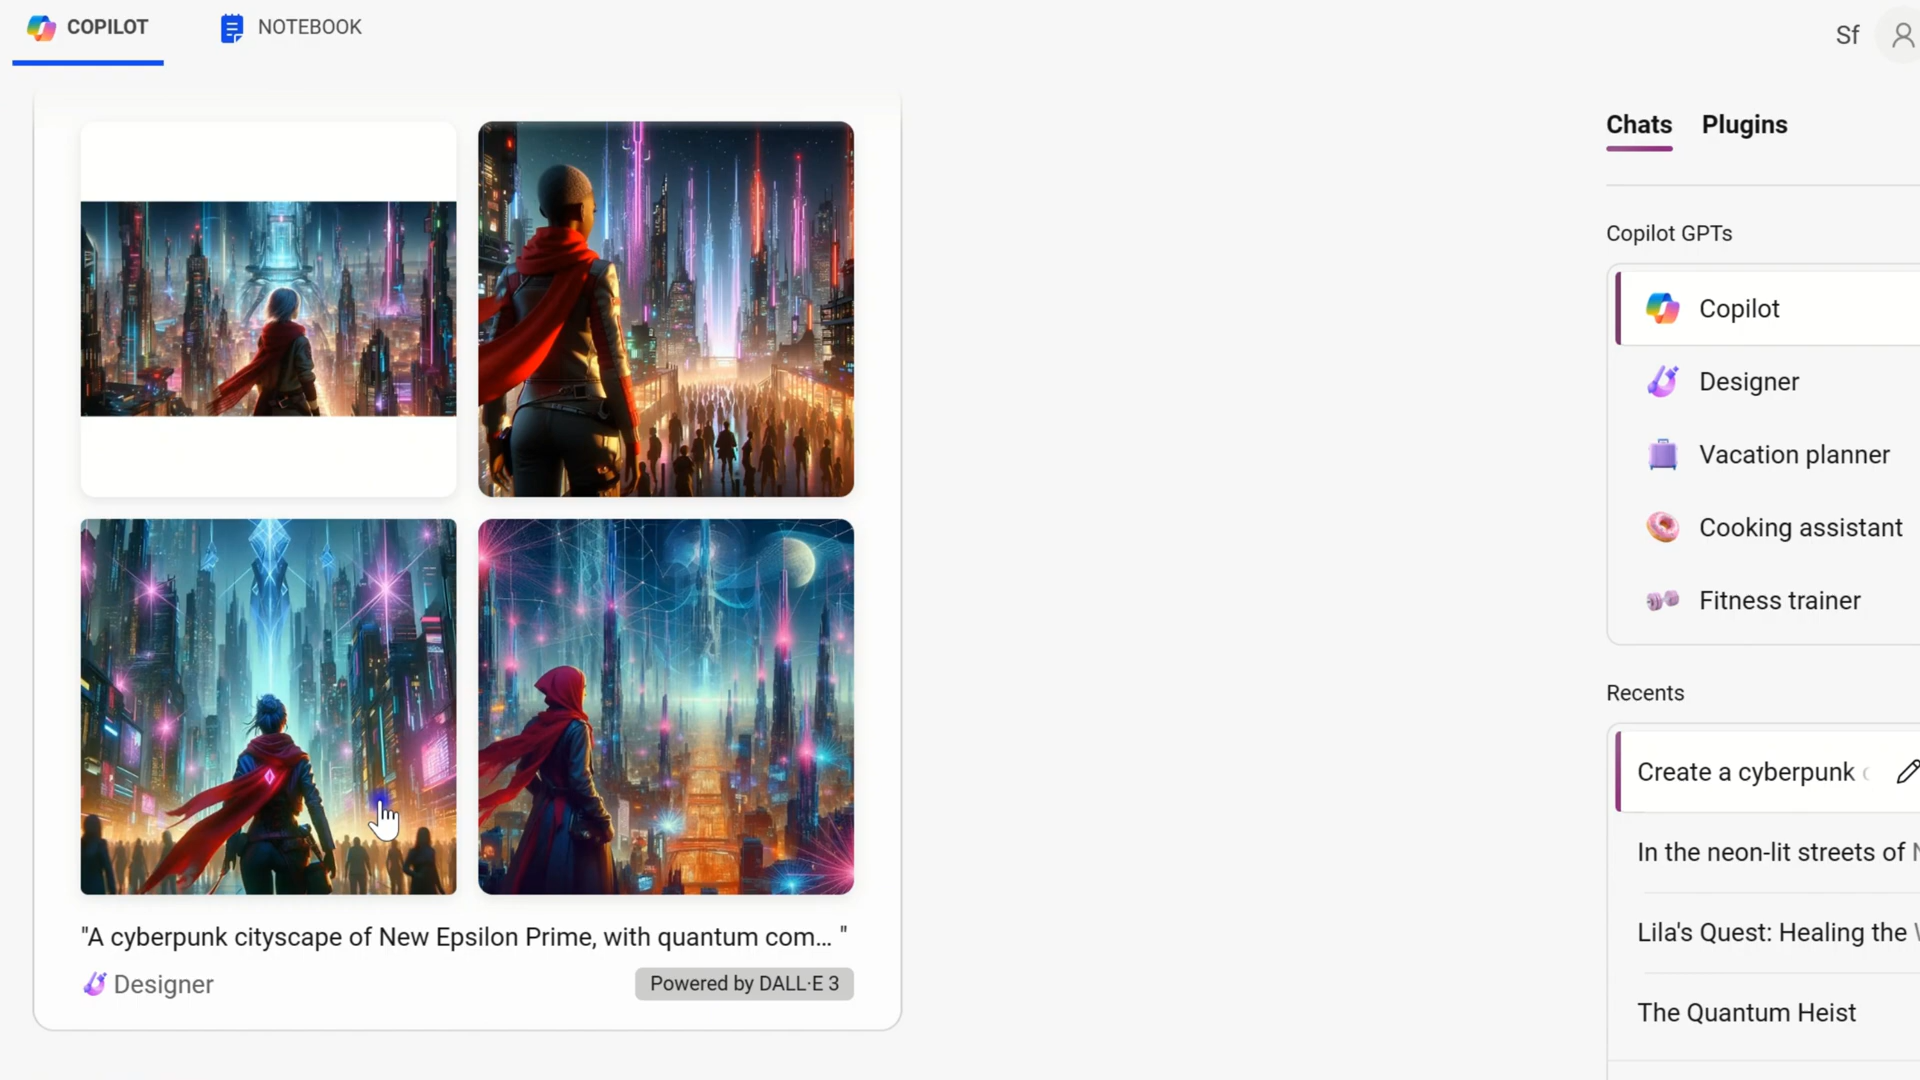 COPILOT
NOTEBOOK
Sf
Chats
Plugins
Copilot GPTs
Copilot
Designer
Vacation planner
Cooking assistant
Fitness trainer
Recents
Create a cyberpunk
In the neon-lit streets of
Lila's Quest: Healing the
The Quantum Heist
"A cyberpunk cityscape of New Epsilon Prime, with quantum com... "
Designer
Powered by DALL·E 3